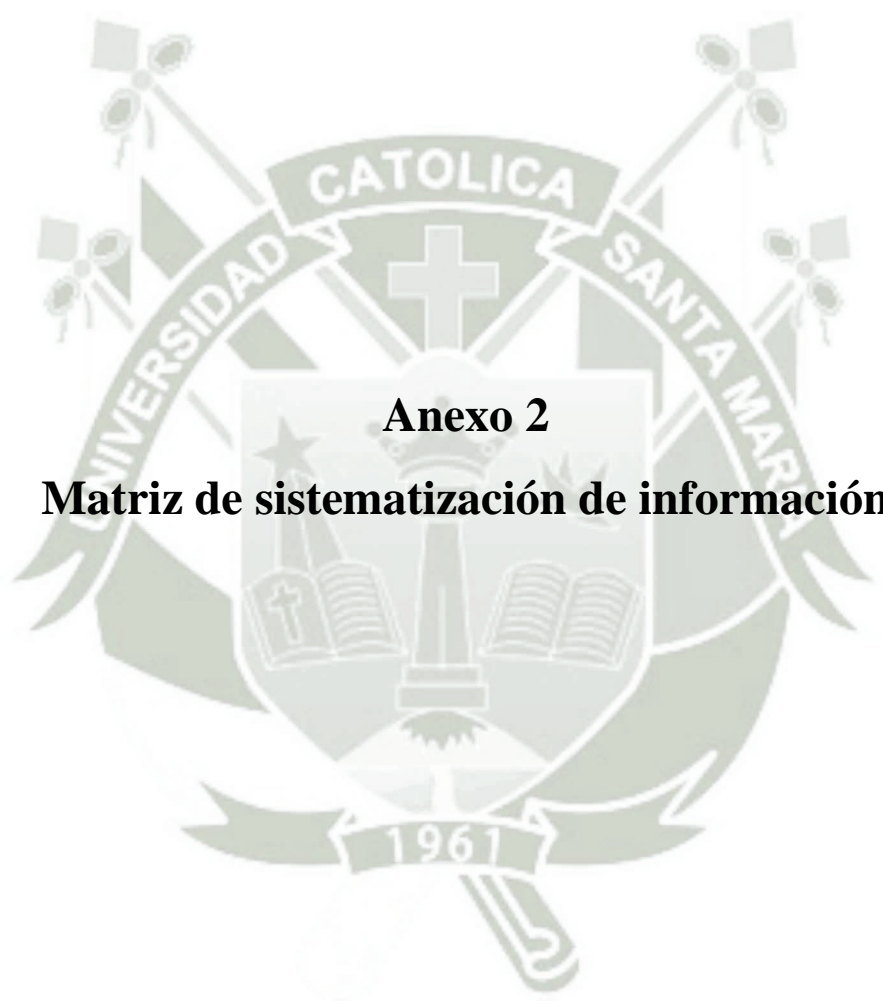 CATOLICA
UNIVERSIDAD
SANTA MARIA
Anexo 2
Matriz de sistematización de información
1961